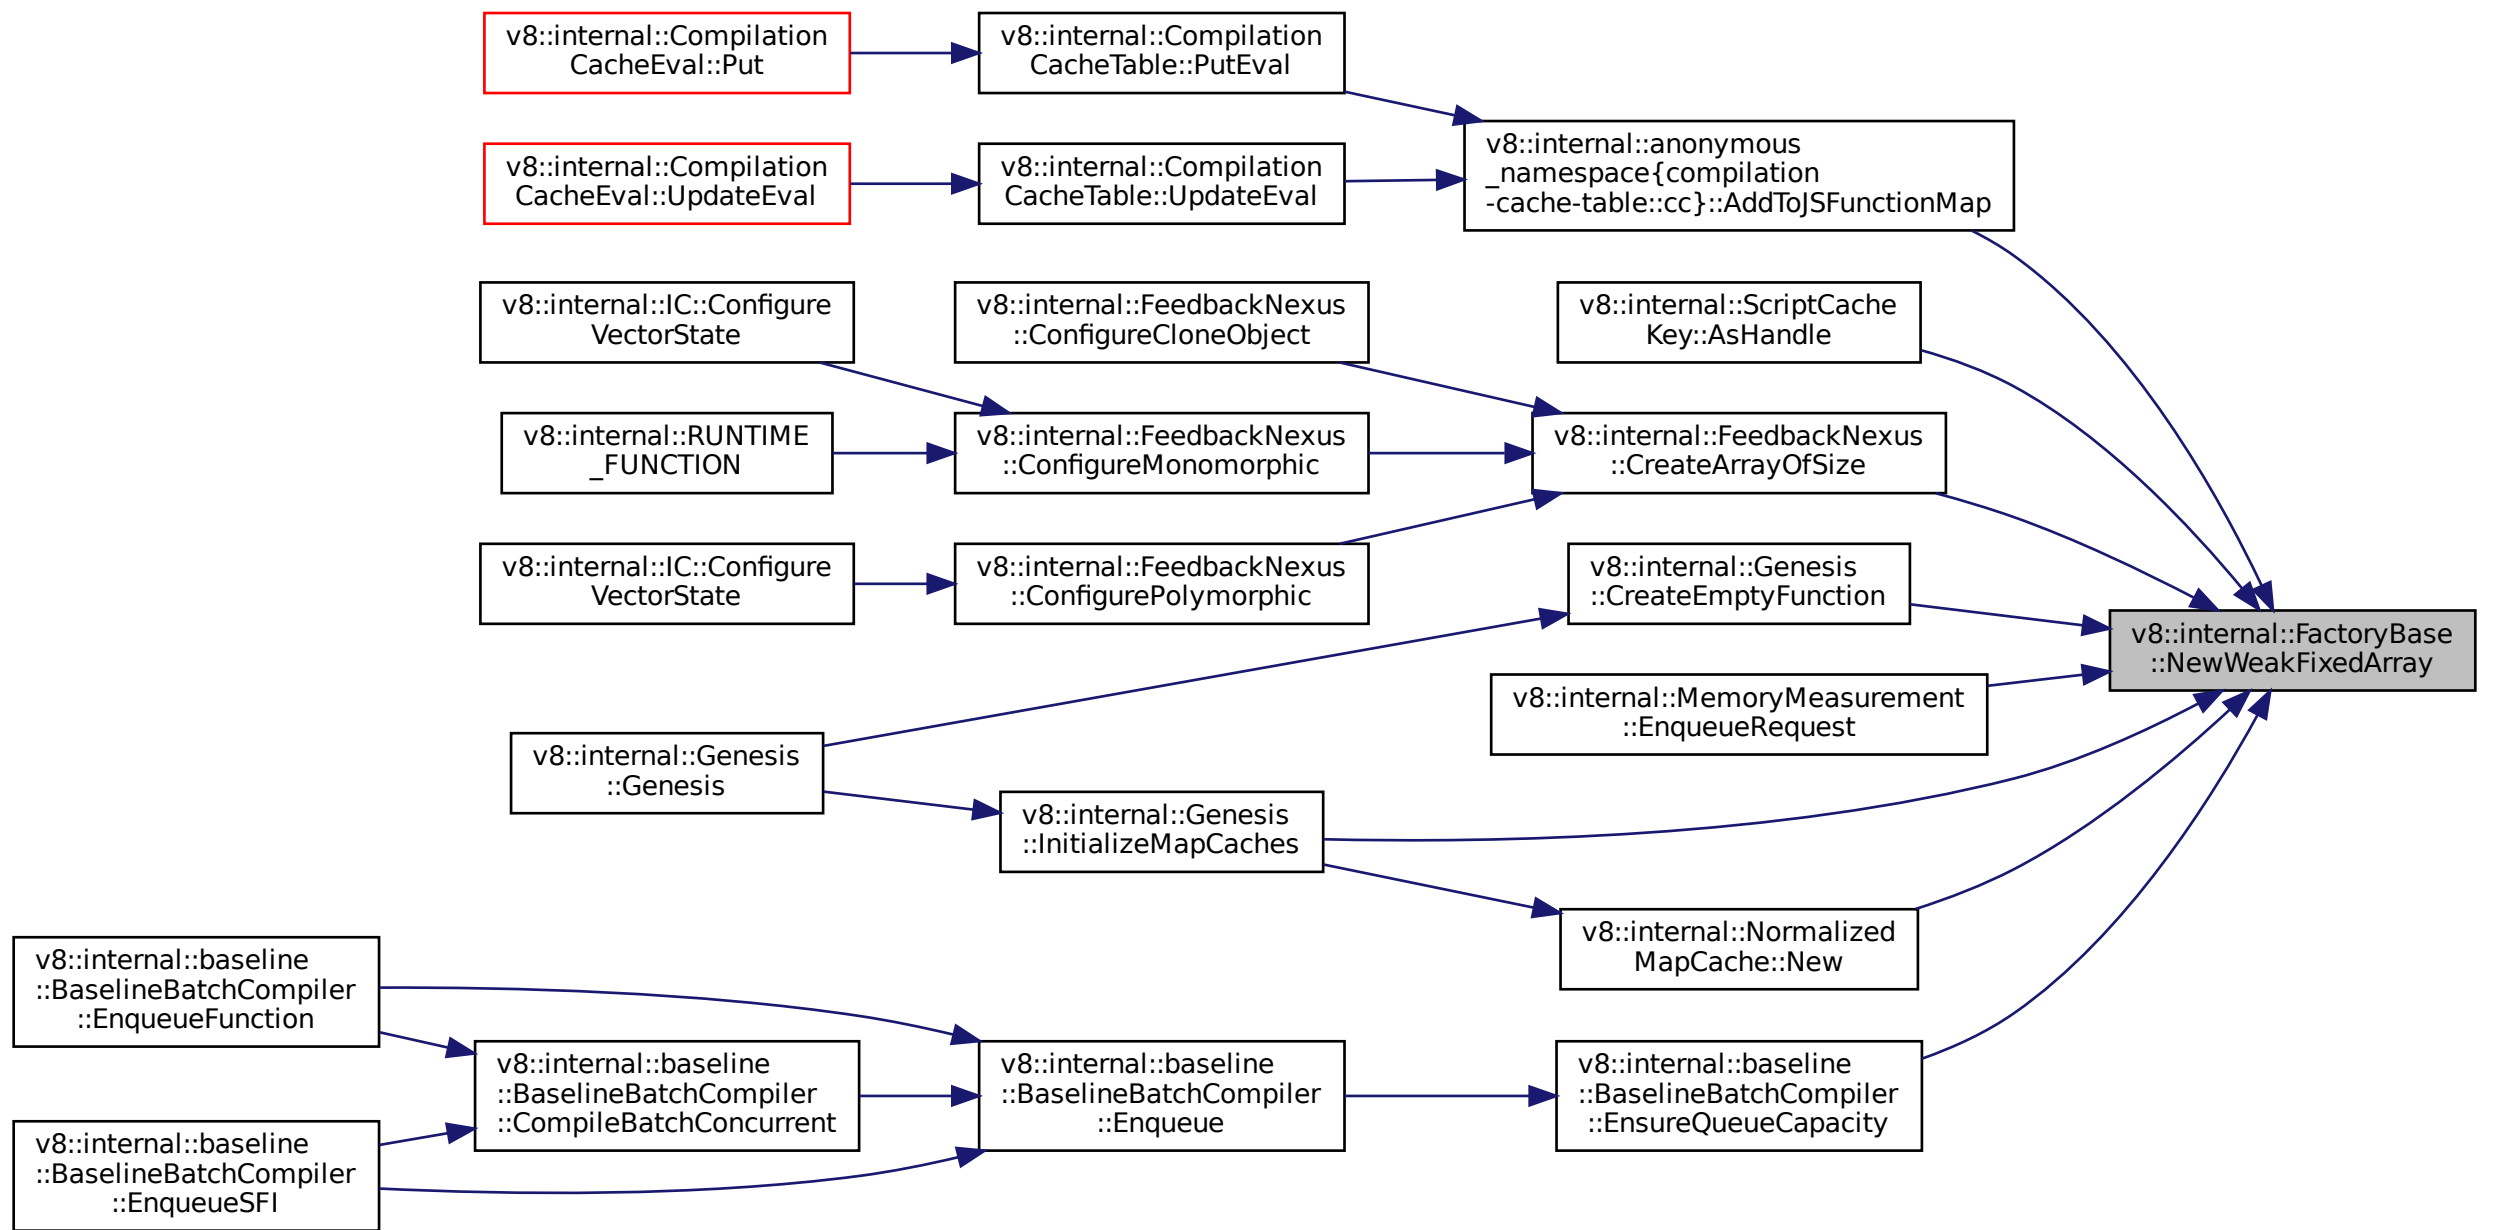 v8::internal::Compilation
CacheEval::Put
v8::internal::Compilation
CacheTable::PutEval
v8::internal::anonymous
_namespace{compilation
-cache-table::cc}::AddToJSFunctionMap
v8::internal::Compilation
CacheEval::UpdateEval
v8::internal::Compilation
CacheTable::UpdateEval
v8::internal::IC::Configure
VectorState
v8::internal::FeedbackNexus
::ConfigureCloneObject
v8::internal::ScriptCache
Key::AsHandle
v8::internal::RUNTIME
_FUNCTION
v8::internal::FeedbackNexus
::ConfigureMonomorphic
v8::internal::FeedbackNexus
::CreateArrayOfSize
v8::internal::IC::Configure
VectorState
v8::internal::FeedbackNexus
::ConfigurePolymorphic
v8::internal::Genesis
::CreateEmptyFunction
v8::internal::FactoryBase
::NewWeakFixedArray
v8::internal::MemoryMeasurement
::EnqueueRequest
v8::internal::Genesis
::Genesis
v8::internal::Genesis
::InitializeMapCaches
v8::internal::Normalized
MapCache::New
v8::internal::baseline
::BaselineBatchCompiler
::EnqueueFunction
v8::internal::baseline
::BaselineBatchCompiler
::CompileBatchConcurrent
v8::internal::baseline
::BaselineBatchCompiler
::Enqueue
v8::internal::baseline
::BaselineBatchCompiler
::EnsureQueueCapacity
v8::internal::baseline
::BaselineBatchCompiler
::EnqueueSFI